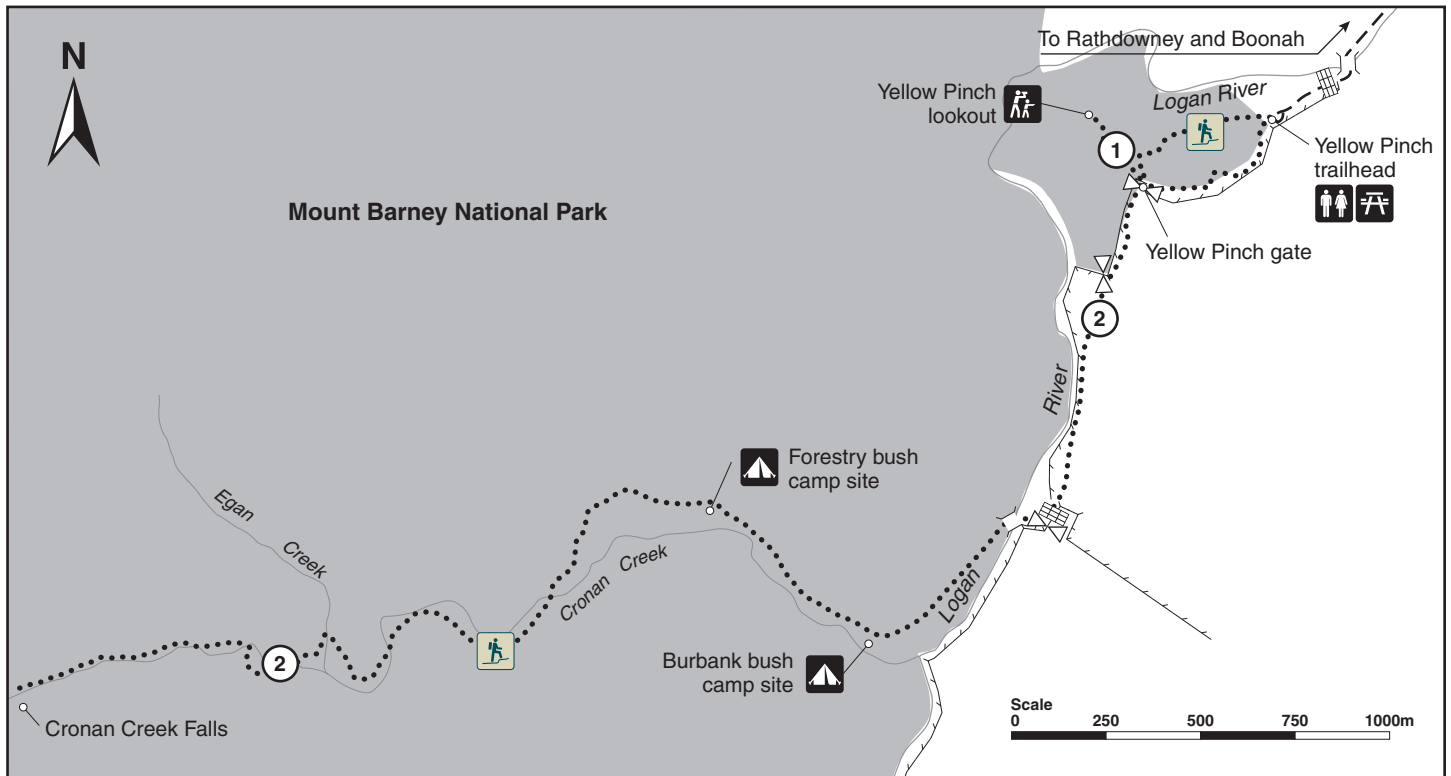 N
To Rathdowney and Boonah
Yellow Pinch
lookout
Logan River
1
Yellow Pinch
trailhead
Mount Barney National Park
Yellow Pinch gate
2
River
Forestry bush
camp site
Egan
Creek
Cronan Creek
Logan
2
Burbank bush
camp site
Cronan Creek Falls
Scale
0 250 500 750 1000m